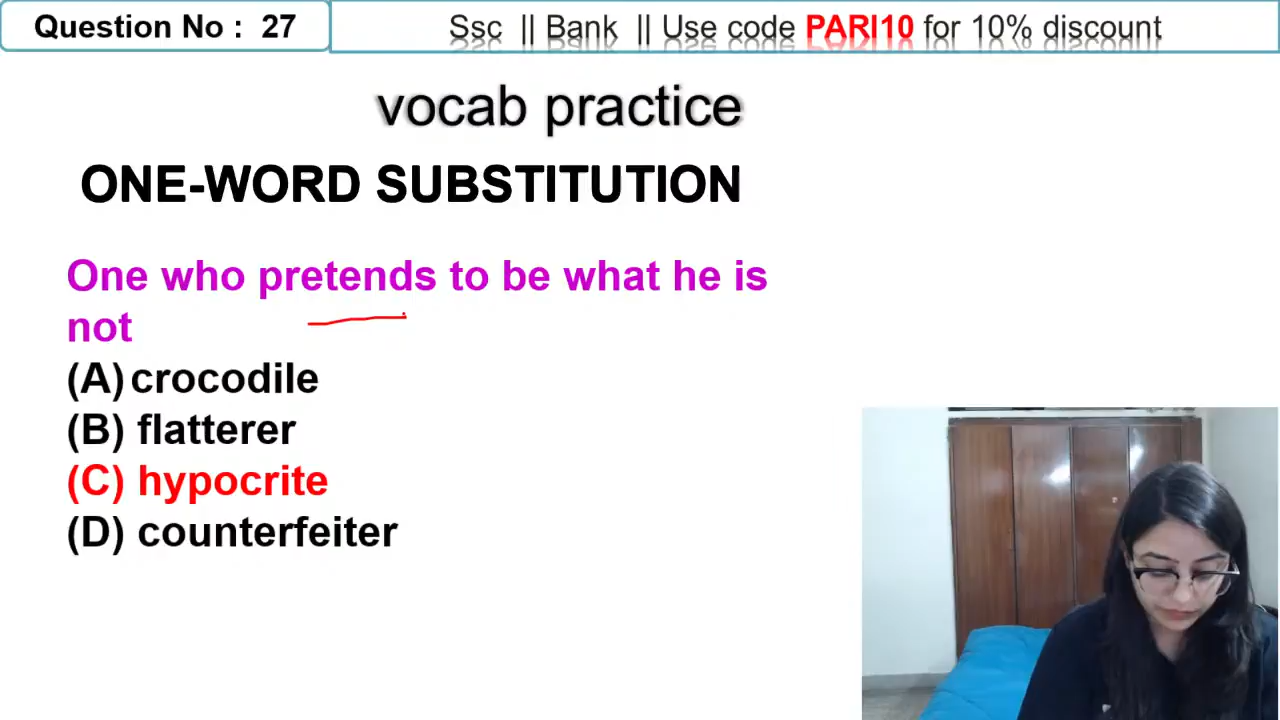 Question No : 27
Ssc || Bank || Use code PARI10 for 10% discount
vocab practice
ONE-WORD SUBSTITUTION
One who pretends to be what he is
not
(A) crocodile
(B) flatterer
(C) hypocrite
(D) counterfeiter